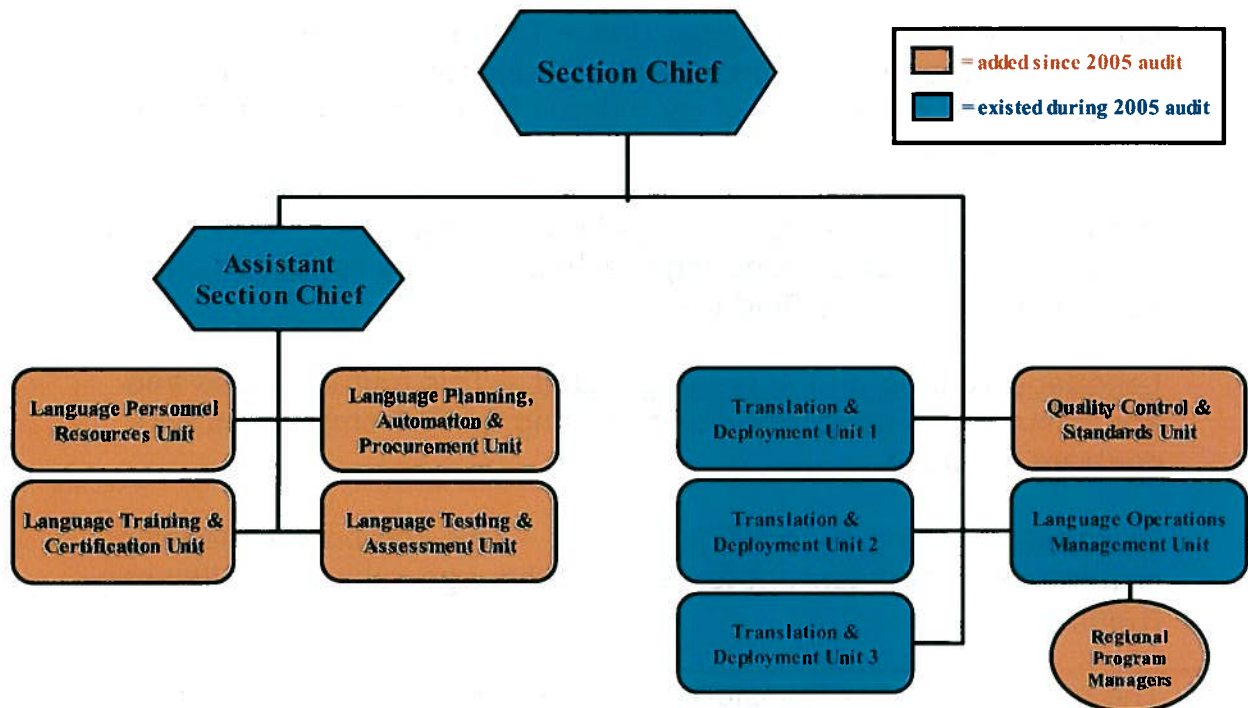 Section Chief
= added since 2005 audit
= existed during 2005 audit
Assistant
Section Chief
Language Personnel
Resources Unit
Language Planning,
Automation &
Procurement Unit
Language Training &
Certification Unit
Language Testing &
Assessment Unit
Translation &
Deployment Unit 1
Quality Control &
Standards Unit
Translation &
Deployment Unit 2
Language Operations
Management Unit
Translation &
Deployment Unit 3
Regional
Program
Managers